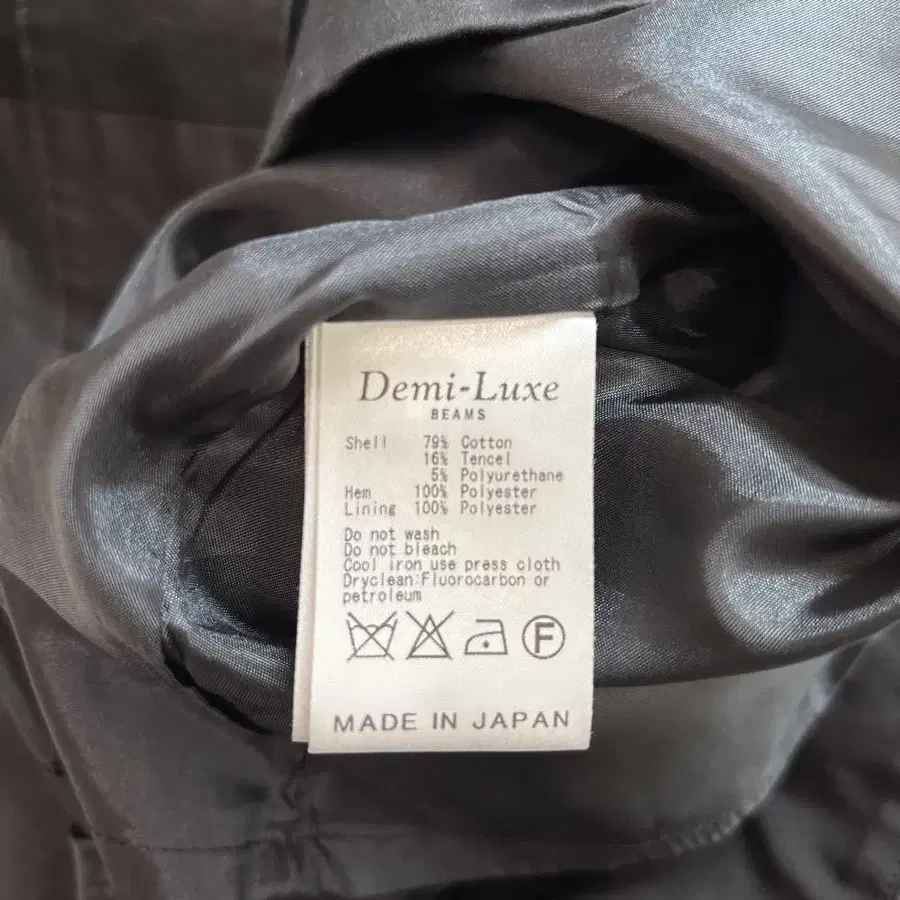 Demi-Luxe
BEAMS
Shell 79% Cotton
16% Tencel
5% Polyurethane
Hem 100% Polyester
Lining 100% Polyester
Do not wash
Do not bleach
Cool iron use press cloth
Dryclean:Fluorocarbon or
petroleum
F
MADE IN JAPAN